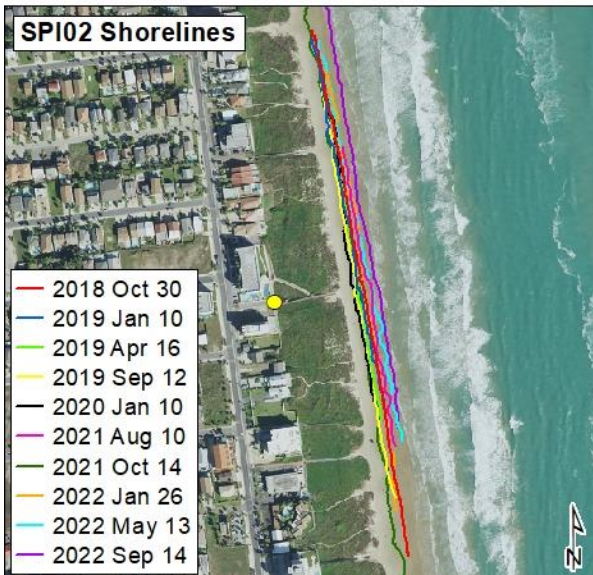 SPI02 Shorelines
2018 Oct 30
2019 Jan 10
2019 Apr 16
2019 Sep 12
2020 Jan 10
2021 Aug 10
2021 Oct 14
2022 Jan 26
2022 May 13
2022 Sep 14
N